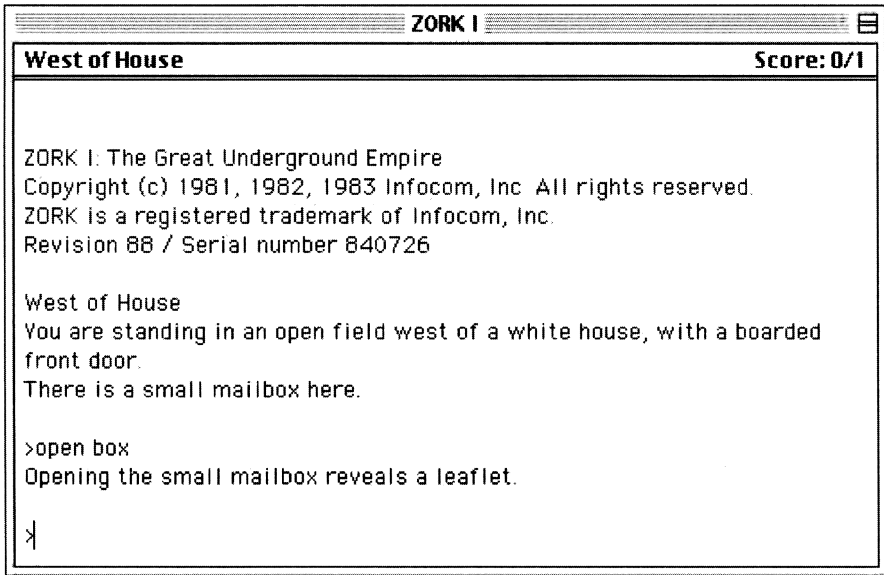 ZORK I
West of House Score: 0/1
ZORK I: The Great Underground Empire
Copyright (c) 1981, 1982, 1983 Infocom, Inc. All rights reserved.
ZORK is a registered trademark of Infocom, Inc.
Revision 88 / Serial number 840726
West of House
You are standing in an open field west of a white house, with a boarded
front door.
There is a small mailbox here.
>open box
Opening the small mailbox reveals a leaflet.
>